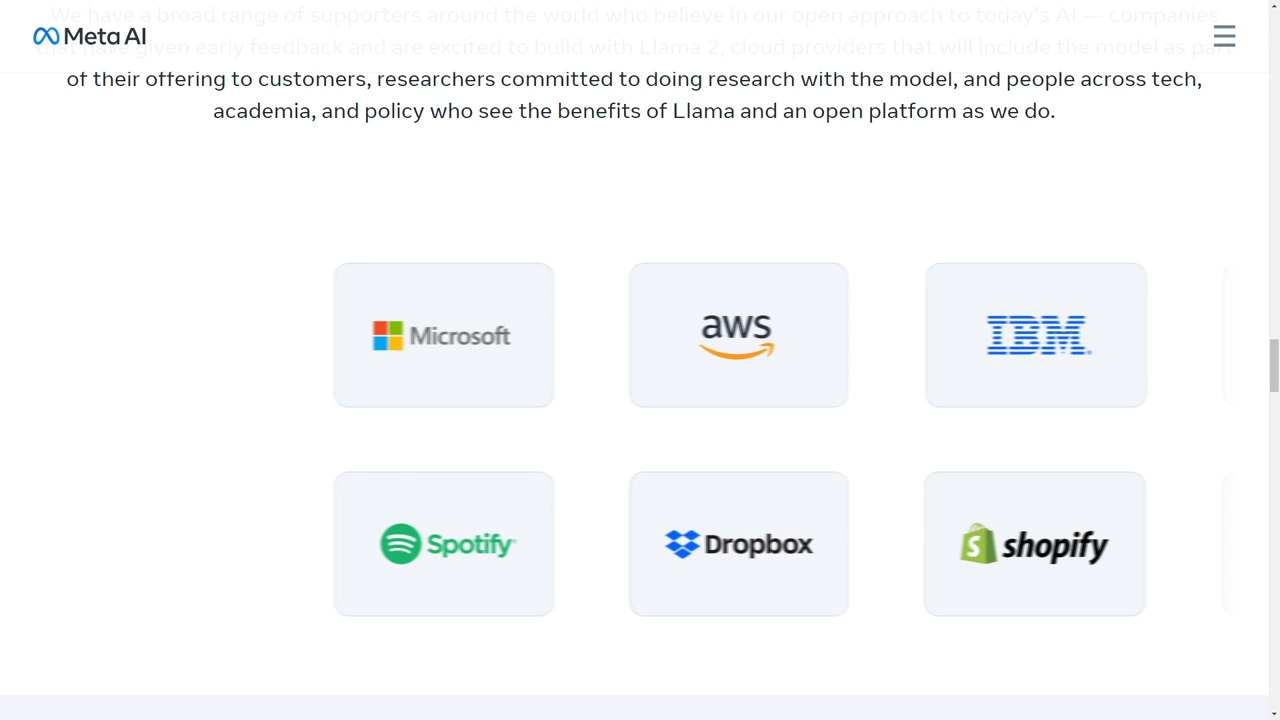 We have a broad range of supporters around the world who believe in our open approach to today's AI — companies
Meta AI
that have given early feedback and are excited to build with Llama 2, cloud providers that will include the model as part
of their offering to customers, researchers committed to doing research with the model, and people across tech,
academia, and policy who see the benefits of Llama and an open platform as we do.
Microsoft
aws
IBM
Spotify
Dropbox
shopify